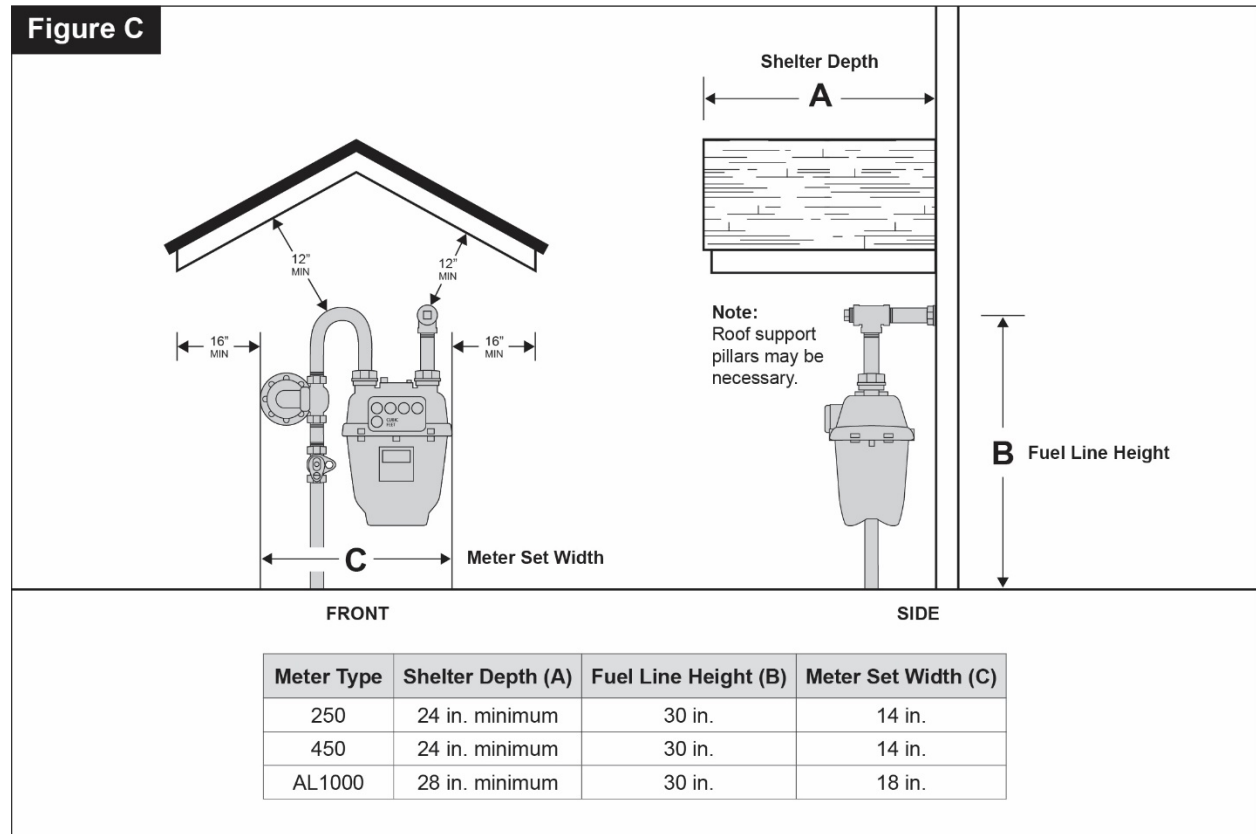 Figure C
Shelter Depth
A
12"
MIN
12"
MIN
16"
MIN
16"
MIN
Note:
Roof support
pillars may be
necessary.
CUBIC
FEET
B Fuel Line Height
C Meter Set Width
FRONT
SIDE
Meter Type Shelter Depth (A) Fuel Line Height (B) Meter Set Width (C)
250 24 in. minimum 30 in. 14 in.
450 24 in. minimum 30 in. 14 in.
AL1000 28 in. minimum 30 in. 18 in.